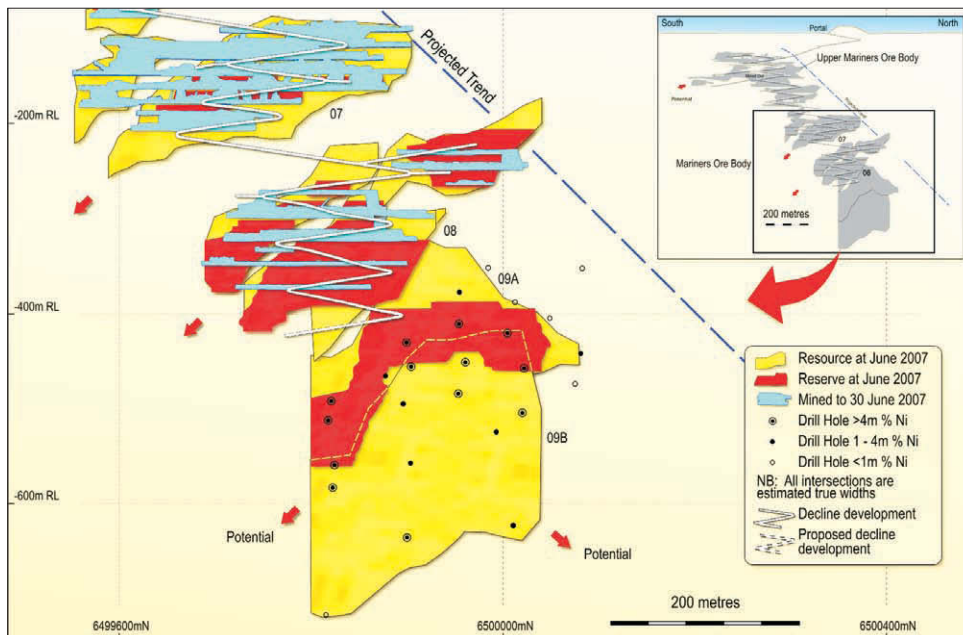 South
North
Portal
Upper Mariners Ore Body
07
Mariners Ore Body
08
200 metres
Projected Trend
-200m RL
07
08
09A
-400m RL
09B
-600m RL
Potential
Potential
Resource at June 2007
Reserve at June 2007
Mined to 30 June 2007
Drill Hole >4m % Ni
Drill Hole 1 - 4m % Ni
Drill Hole <1m % Ni
NB: All intersections are
estimated true widths
Decline development
Proposed decline
development
200 metres
6499600mN
6500000mN
6500400mN